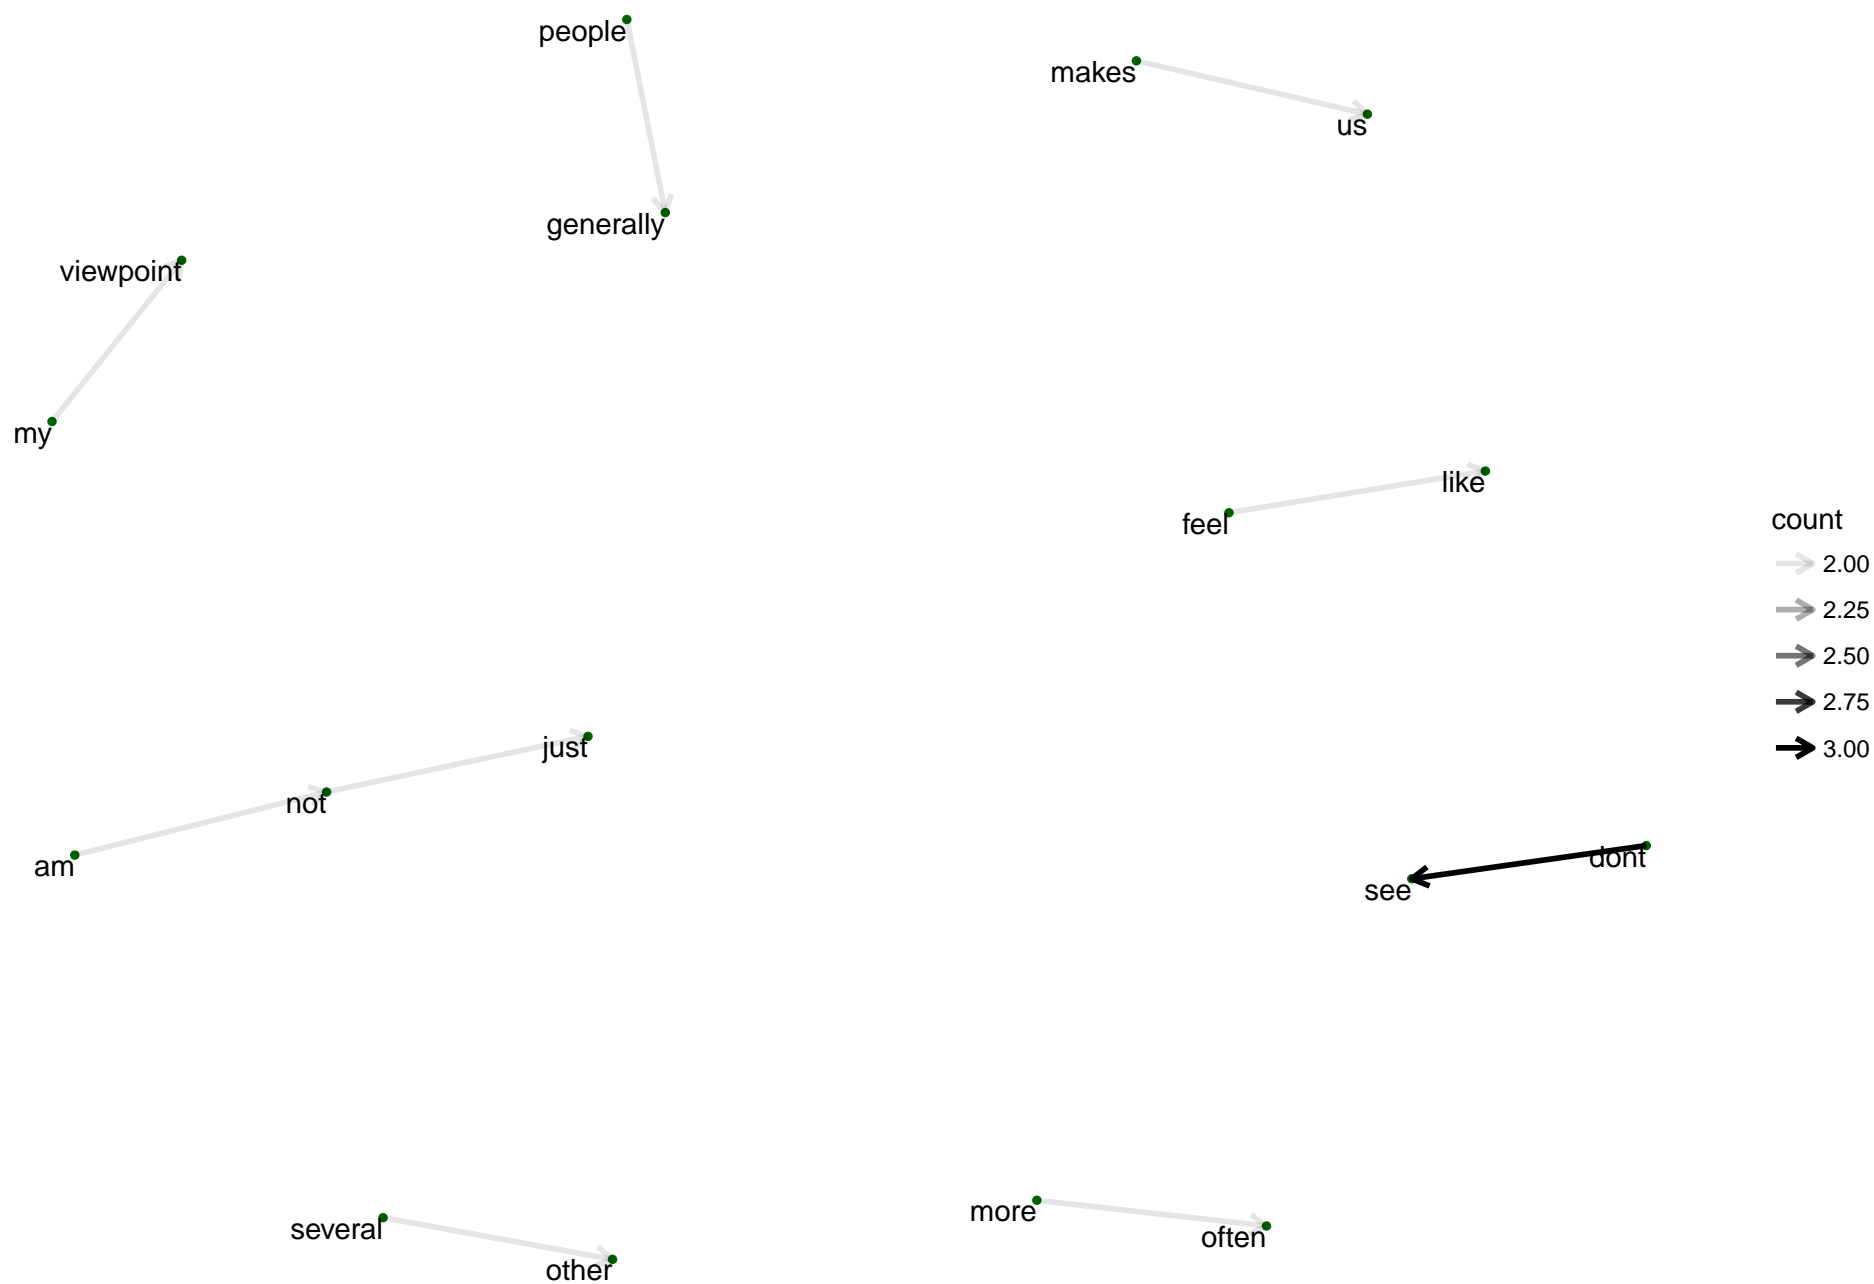 people
makes
us
generally
viewpoint
my
like
feel
count
2.00
2.25
2.50
2.75
3.00
just
not
am
dont
see
more
several
often
other